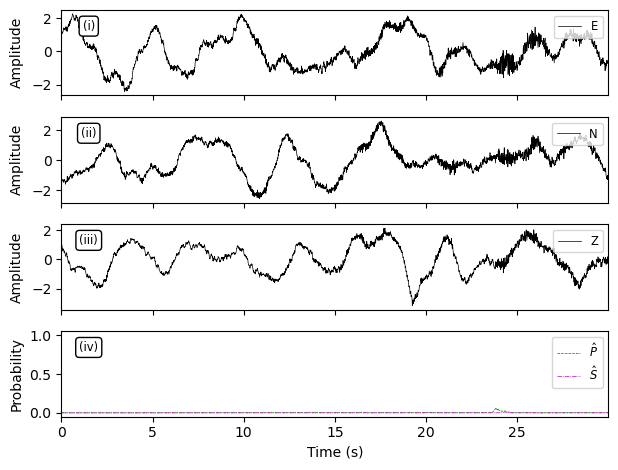 2
0
−2
Amplitude
(i)
E
2
0
−2
Amplitude
(ii)
N
2
0
−2
Amplitude
(iii)
Z
1.0
0.5
0.0
Probability
(iv)
P̂
Ŝ
0 5 10 15 20 25
Time (s)